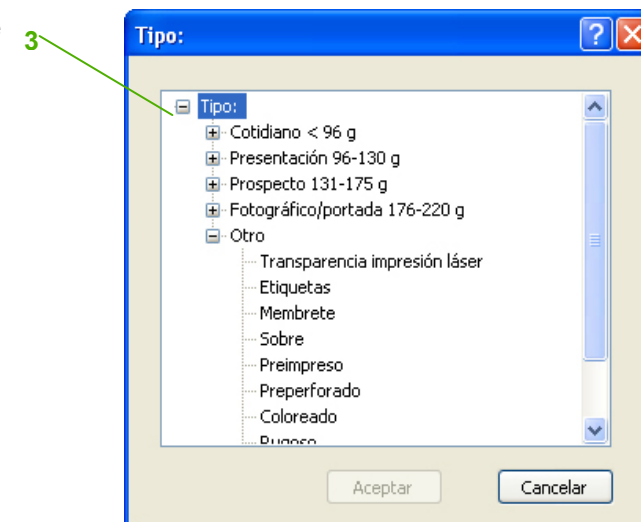 3
Tipo:
Tipo:
Cotidiano < 96 g
Presentación 96-130 g
Prospecto 131-175 g
Fotográfico/portada 176-220 g
Otro
Transparencia impresión láser
Etiquetas
Membrete
Sobre
Preimpreso
Preperforado
Coloreado
Rugoso
Aceptar
Cancelar